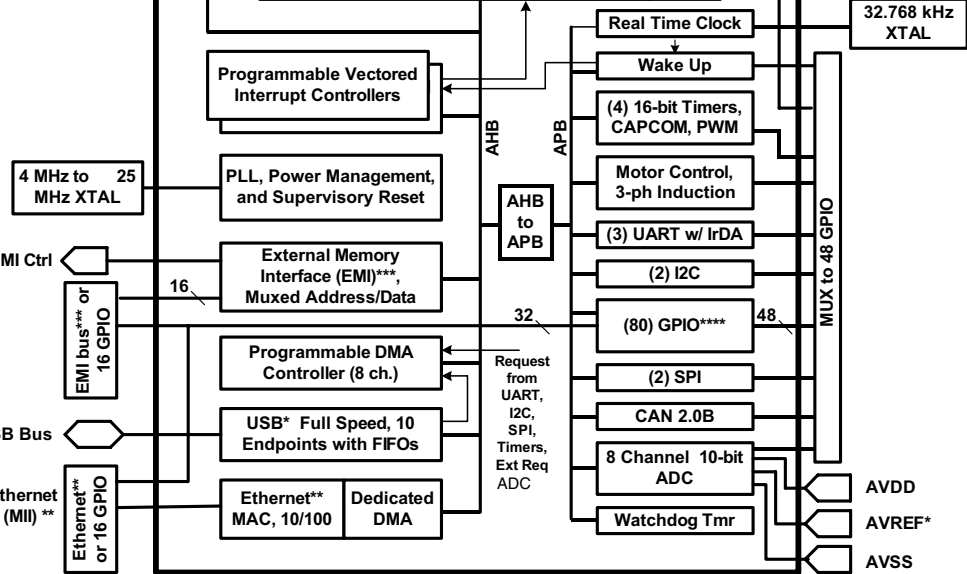 32.768 kHz
XTAL
Real Time Clock
Wake Up
Programmable Vectored
Interrupt Controllers
(4) 16-bit Timers,
CAPCOM, PWM
AHB
APB
4 MHz to 25
MHz XTAL
PLL, Power Management,
and Supervisory Reset
Motor Control,
3-ph Induction
AHB
to
APB
(3) UART w/ IrDA
MUX to 48 GPIO
MI Ctrl
External Memory
Interface (EMI)***,
Muxed Address/Data
16
(2) I2C
EMI bus*** or
16 GPIO
32
(80) GPIO****
48
Programmable DMA
Controller (8 ch.)
Request
from
UART,
I2C,
SPI,
Timers,
Ext Req
ADC
(2) SPI
CAN 2.0B
B Bus
USB* Full Speed, 10
Endpoints with FIFOs
8 Channel 10-bit
ADC
AVDD
thernet
(MII) **
Ethernet**
or 16 GPIO
Ethernet**
MAC, 10/100
Dedicated
DMA
Watchdog Tmr
AVREF*
AVSS